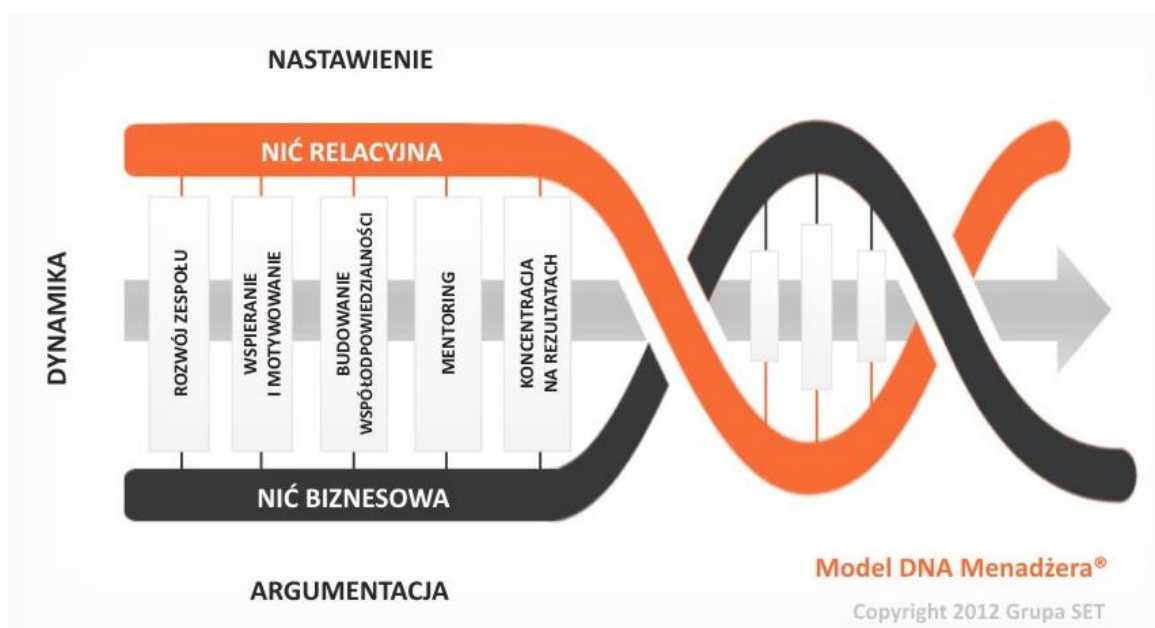 NASTAWIENIE
NIĆ RELACYJNA
DYNAMIKA
ROZWÓJ ZESPOŁU
WSPIERANIE
I MOTYWOWANIE
BUDOWANIE
WSPÓŁODPOWIEDZIALNOŚCI
MENTORING
KONCENTRACJA
NA REZULTATACH
NIĆ BIZNESOWA
ARGUMENTACJA
Model DNA Menadżera®
Copyright 2012 Grupa SET